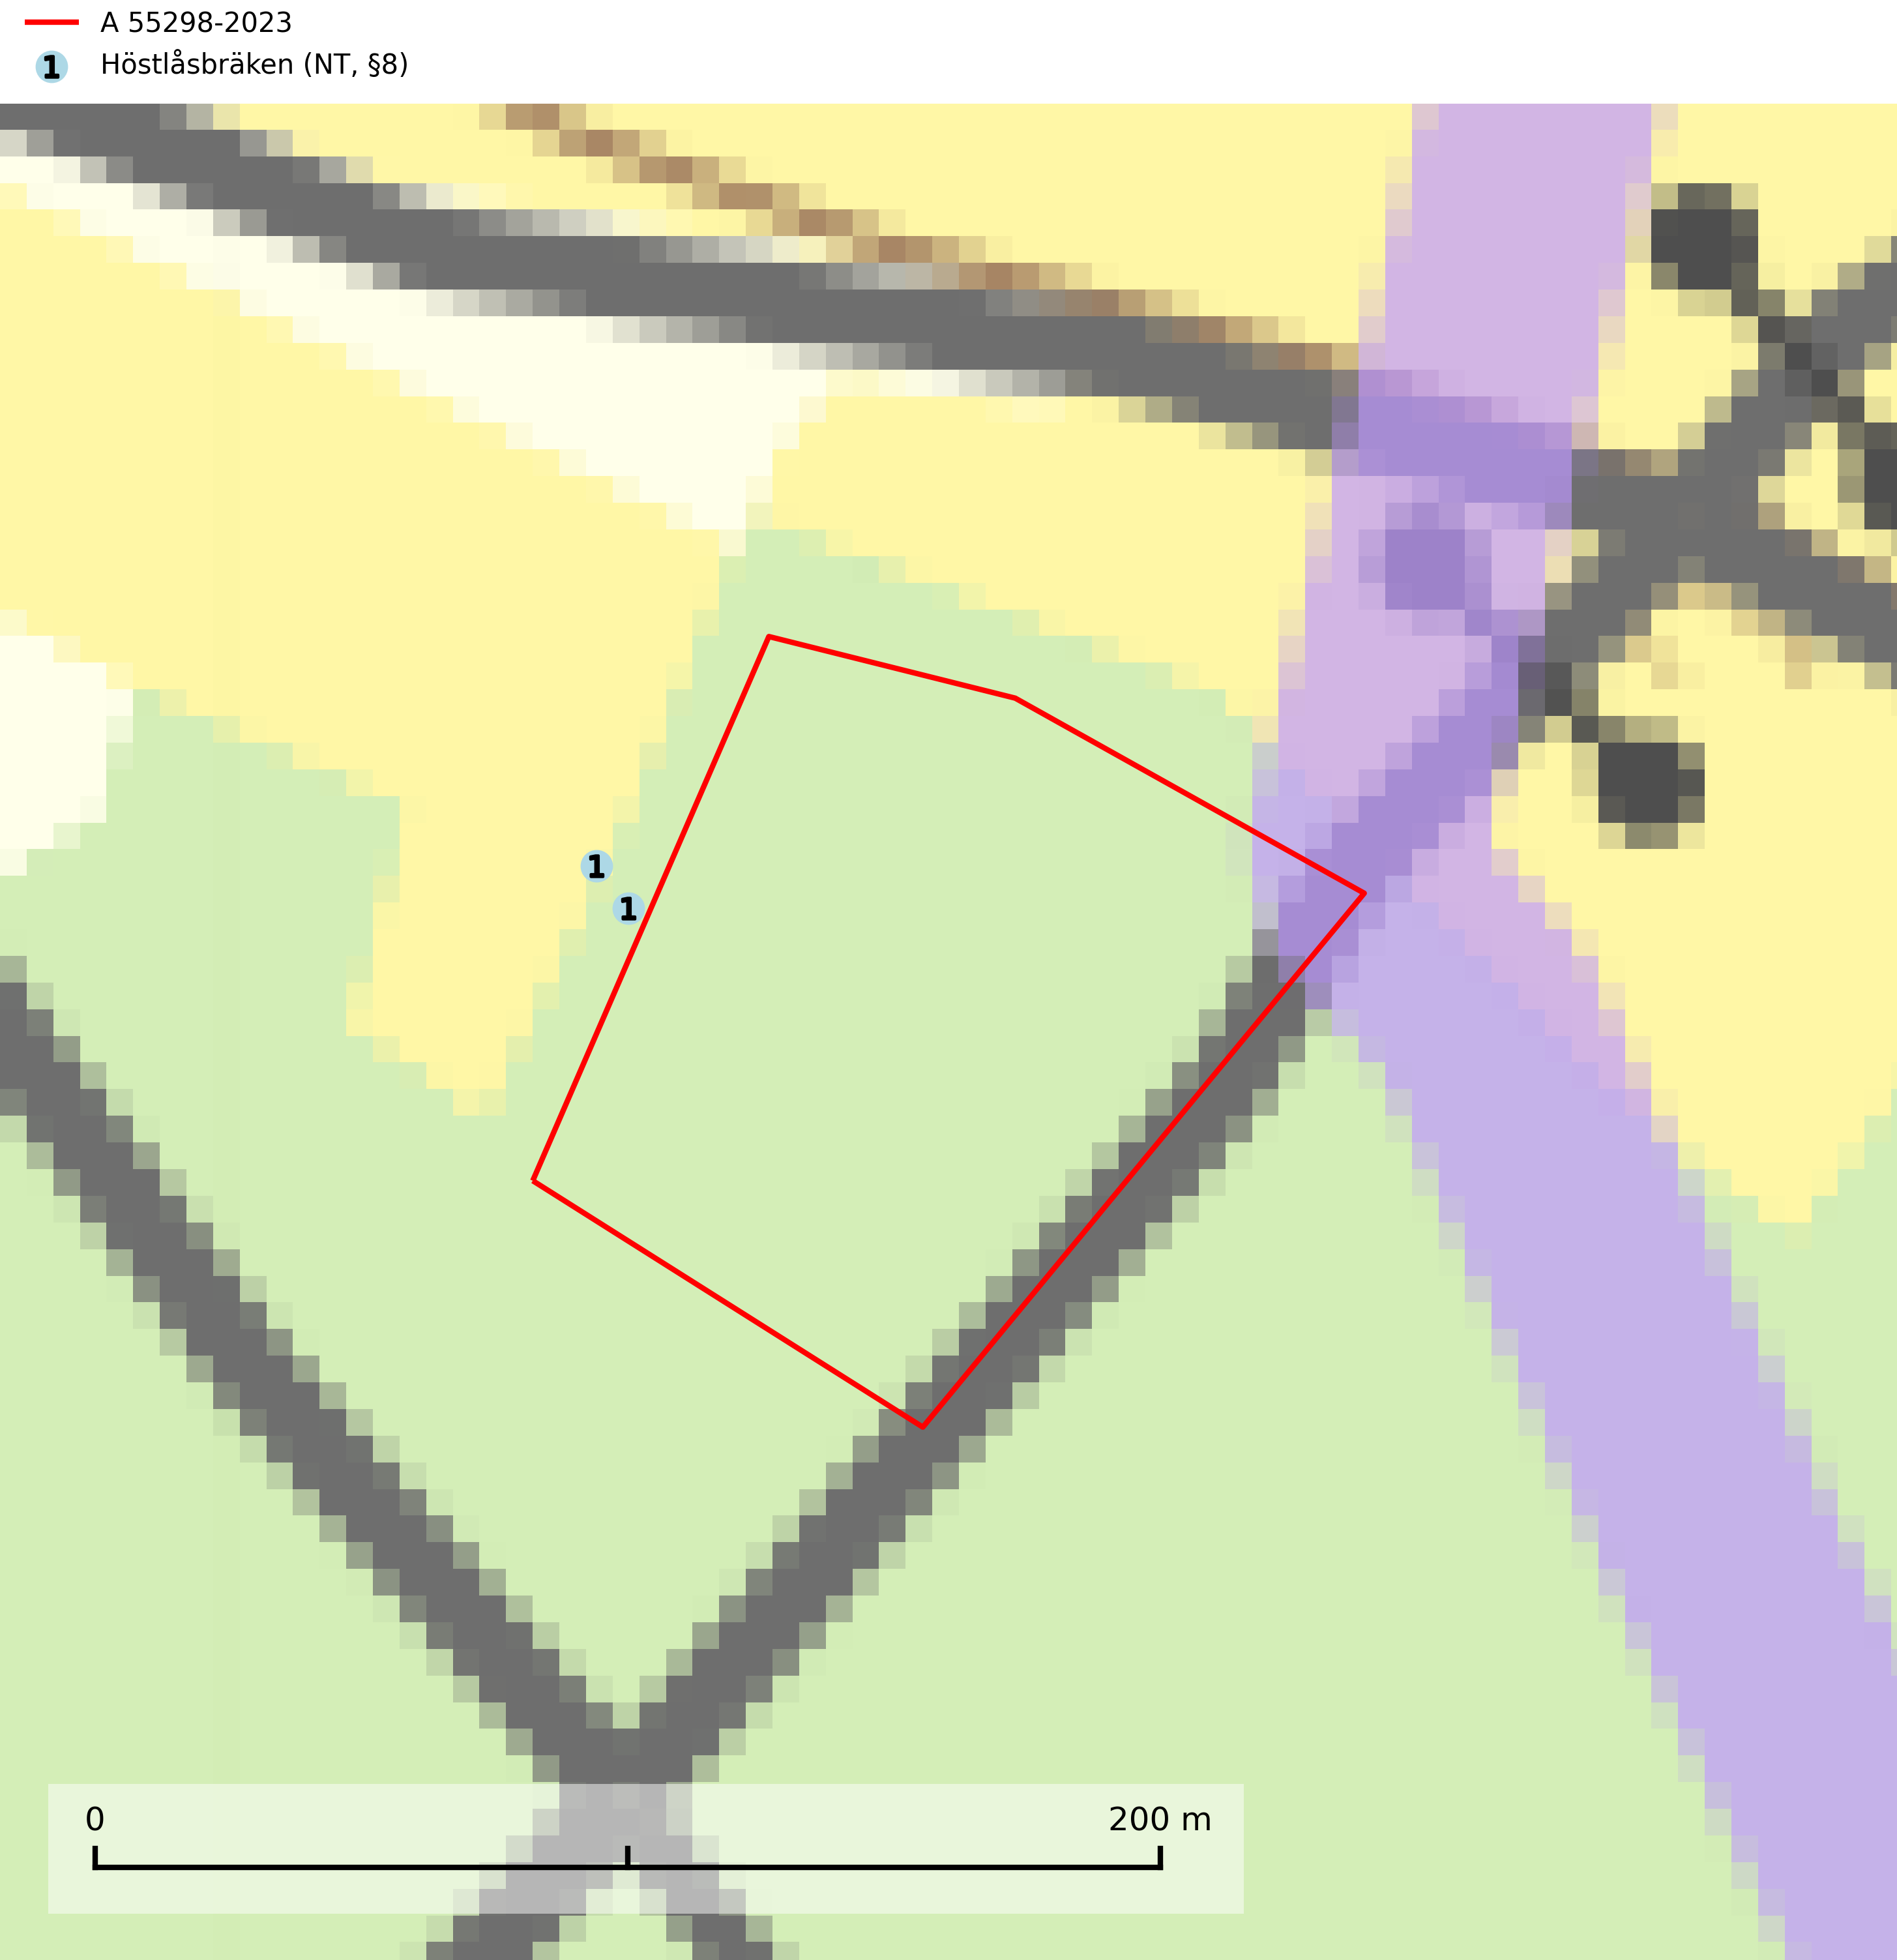 A 55298-2023
1 Höstlåsbräken (NT, §8)
1
1
0 200 m